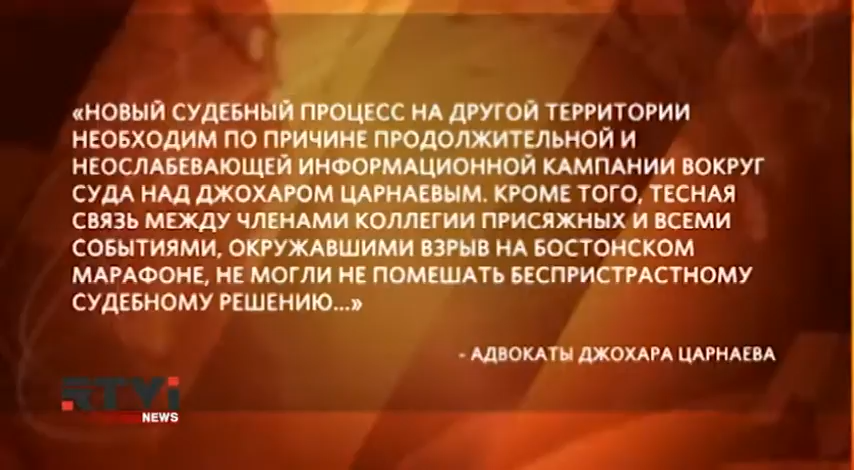 «НОВЫЙ СУДЕБНЫЙ ПРОЦЕСС НА ДРУГОЙ ТЕРРИТОРИИ
НЕОБХОДИМ ПО ПРИЧИНЕ ПРОДОЛЖИТЕЛЬНОЙ И
НЕОСЛАБЕВАЮЩЕЙ ИНФОРМАЦИОННОЙ КАМПАНИИ ВОКРУГ
СУДА НАД ДЖОХАРОМ ЦАРНАЕВЫМ. КРОМЕ ТОГО, ТЕСНАЯ
СВЯЗЬ МЕЖДУ ЧЛЕНАМИ КОЛЛЕГИИ ПРИСЯЖНЫХ И ВСЕМИ
СОБЫТИЯМИ, ОКРУЖАВШИМИ ВЗРЫВ НА БОСТОНСКОМ
МАРАФОНЕ, НЕ МОГЛИ НЕ ПОМЕШАТЬ БЕСПРИСТРАСТНОМУ
СУДЕБНОМУ РЕШЕНИЮ...»
- АДВОКАТЫ ДЖОХАРА ЦАРНАЕВА
RTVi
NEWS